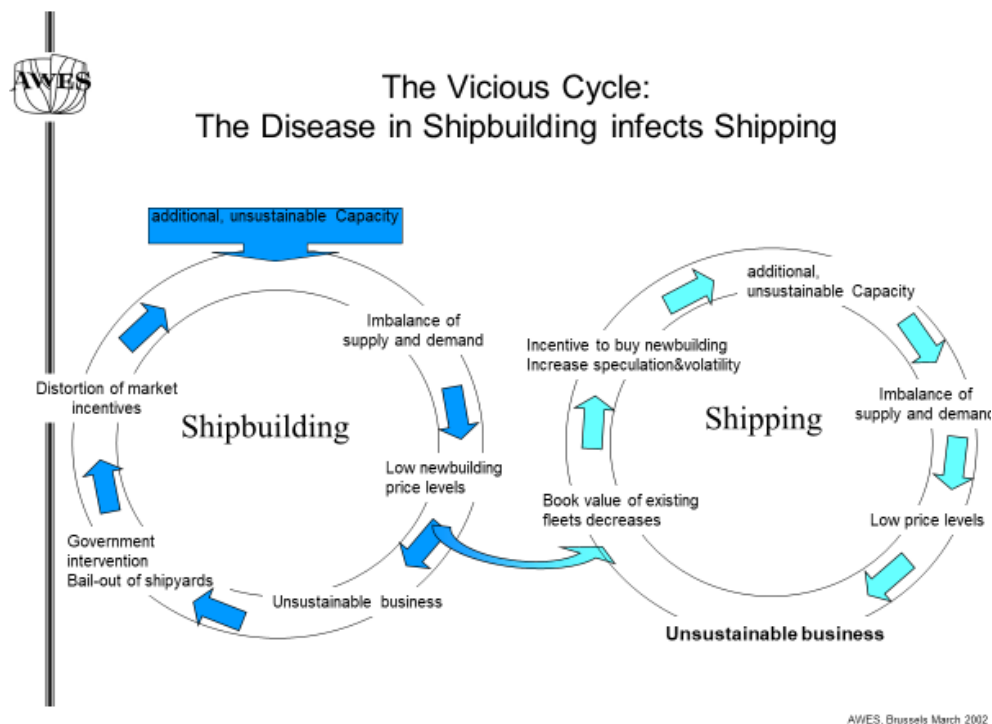 AWES
The Vicious Cycle:
The Disease in Shipbuilding infects Shipping
additional, unsustainable Capacity
Imbalance of
supply and demand
Low newbuilding
price levels
Unsustainable business
Government
intervention
Bail-out of shipyards
Distortion of market
incentives
Shipbuilding
additional,
unsustainable Capacity
Imbalance of
supply and demand
Low price levels
Unsustainable business
Book value of existing
fleets decreases
Incentive to buy newbuilding
Increase speculation&volatility
Shipping
AWES, Brussels March 2002